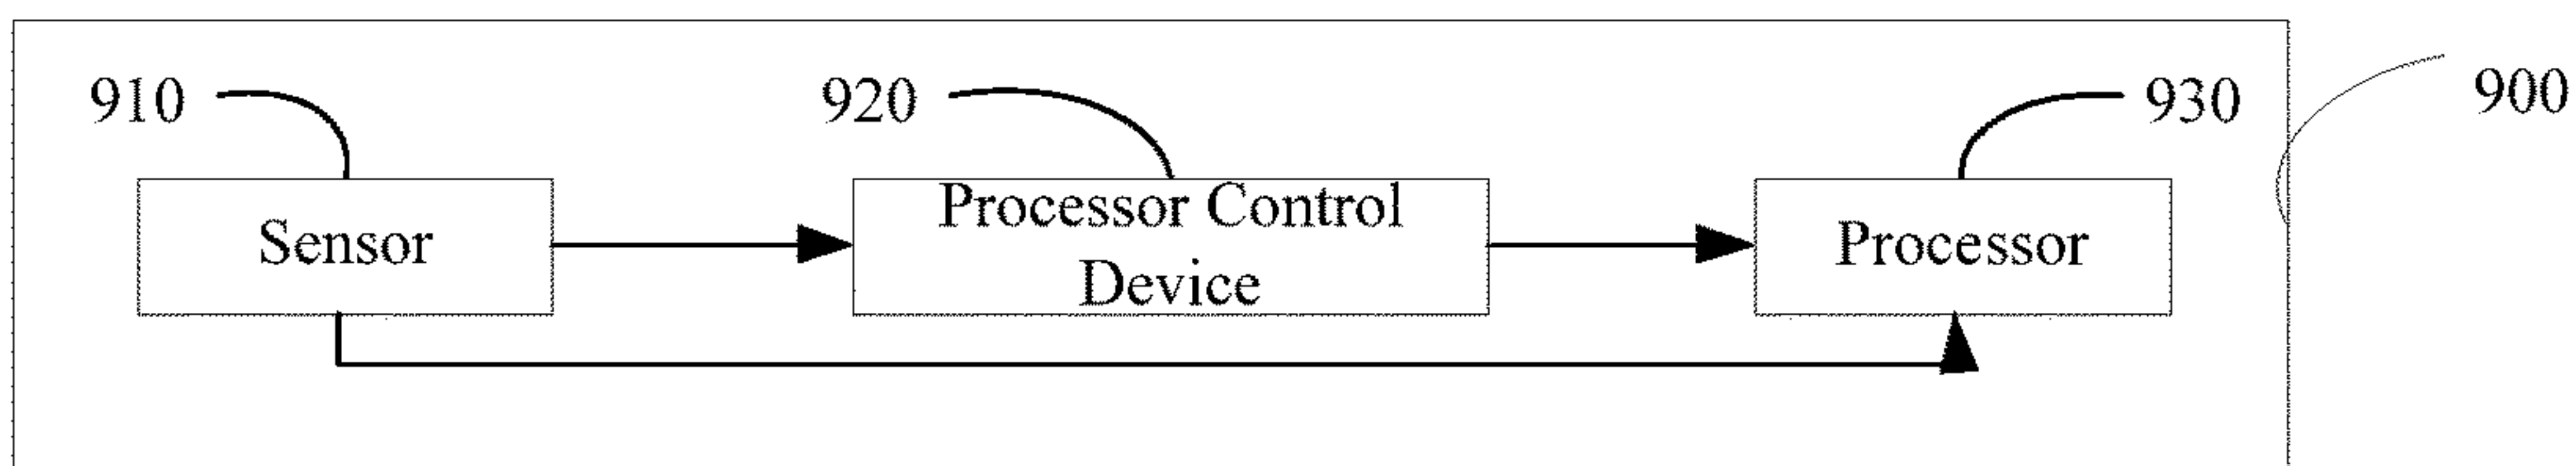 910
920
930
900
Sensor
Processor Control
Device
Processor